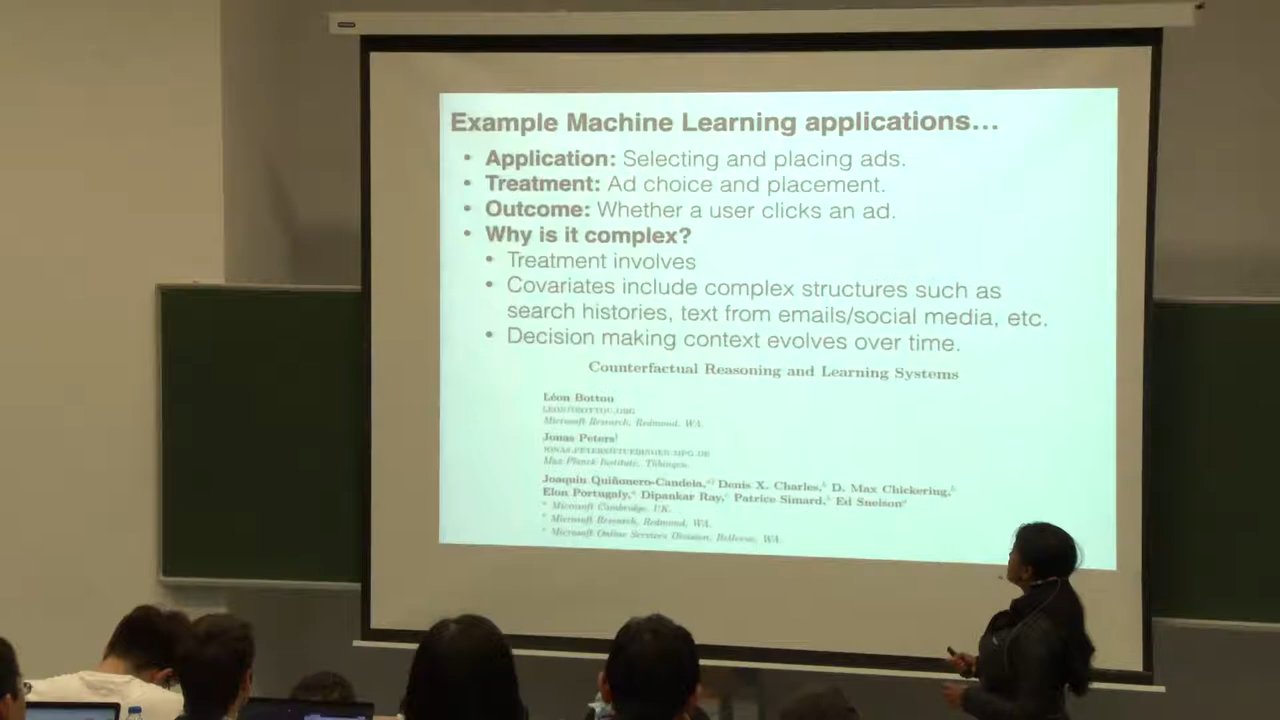 Example Machine Learning applications...
• Application: Selecting and placing ads.
• Treatment: Ad choice and placement.
• Outcome: Whether a user clicks an ad.
• Why is it complex?
• Treatment involves
• Covariates include complex structures such as
search histories, text from emails/social media, etc.
• Decision making context evolves over time.
Counterfactual Reasoning and Learning Systems
Léon Bottou
Microsoft Research, Redmond, WA.
Jonas Peters
Max Planck Institute, Tübingen.
Joaquin Quiñonero-Candela, Denis X. Charles, D. Max Chickering,
Elon Portugaly, Dipankar Ray, Patrice Simard, Ed Snelson
Microsoft Cambridge, UK.
Microsoft Research, Redmond, WA.
Microsoft Online Services Division, Bellevue, WA.